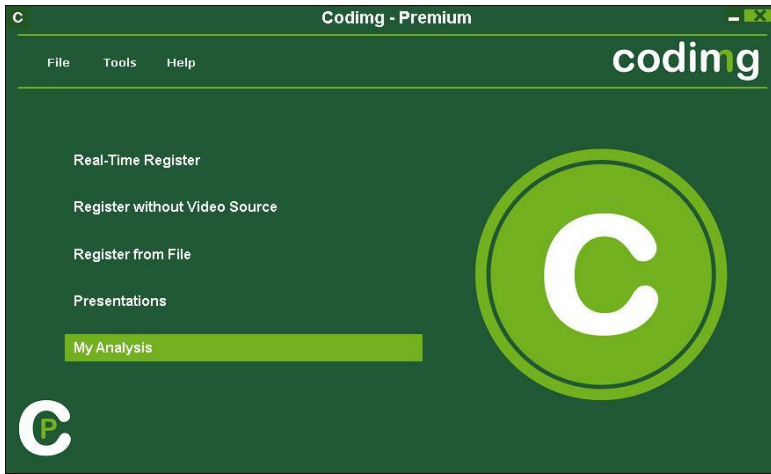 C
Codimg - Premium
File Tools Help
codimg
Real-Time Register
Register without Video Source
Register from File
Presentations
My Analysis
C
CP